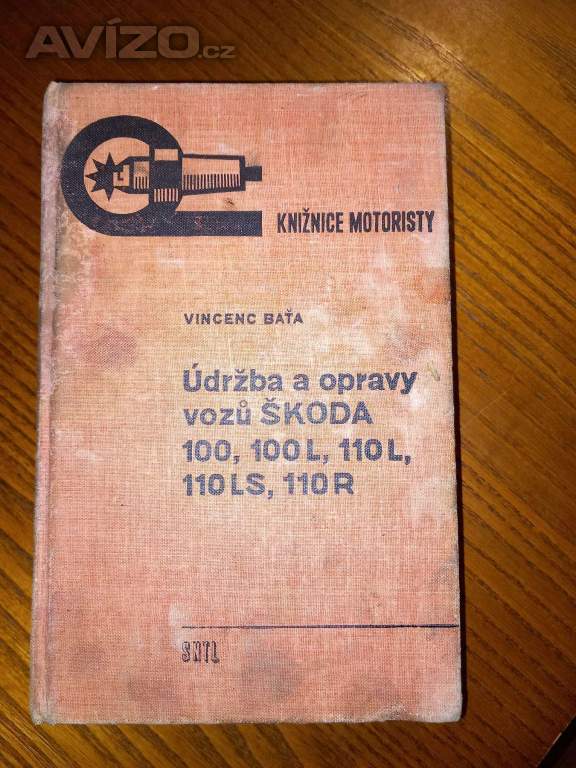 AVÍZO.cz
KNIŽNICE MOTORISTY
VINCENC BAŤA
Údržba a opravy
vozů ŠKODA
100, 100 L, 110 L,
110 LS, 110 R
SNTL